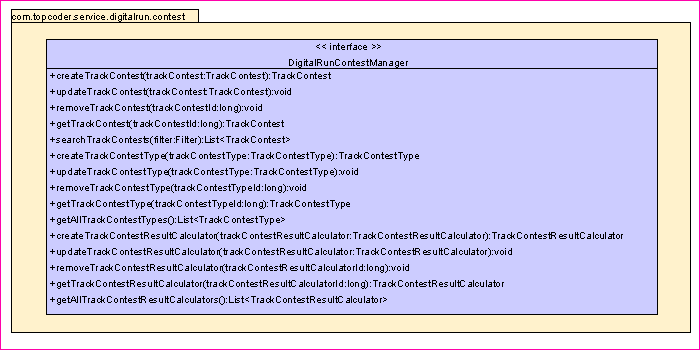 com.topcoder.service.digitalrun.contest
<< interface >>
DigitalRunContestManager
+createTrackContest(trackContest:TrackContest):TrackContest
+updateTrackContest(trackContest:TrackContest):void
+removeTrackContest(trackContestId:long):void
+getTrackContest(trackContestId:long):TrackContest
+searchTrackContests(filter:Filter):List<TrackContest>
+createTrackContestType(trackContestType:TrackContestType):TrackContestType
+updateTrackContestType(trackContestType:TrackContestType):void
+removeTrackContestType(trackContestTypeId:long):void
+getTrackContestType(trackContestTypeId:long):TrackContestType
+getAllTrackContestTypes():List<TrackContestType>
+createTrackContestResultCalculator(trackContestResultCalculator:TrackContestResultCalculator):TrackContestResultCalculator
+updateTrackContestResultCalculator(trackContestResultCalculator:TrackContestResultCalculator):void
+removeTrackContestResultCalculator(trackContestResultCalculatorId:long):void
+getTrackContestResultCalculator(trackContestResultCalculatorId:long):TrackContestResultCalculator
+getAllTrackContestResultCalculators():List<TrackContestResultCalculator>